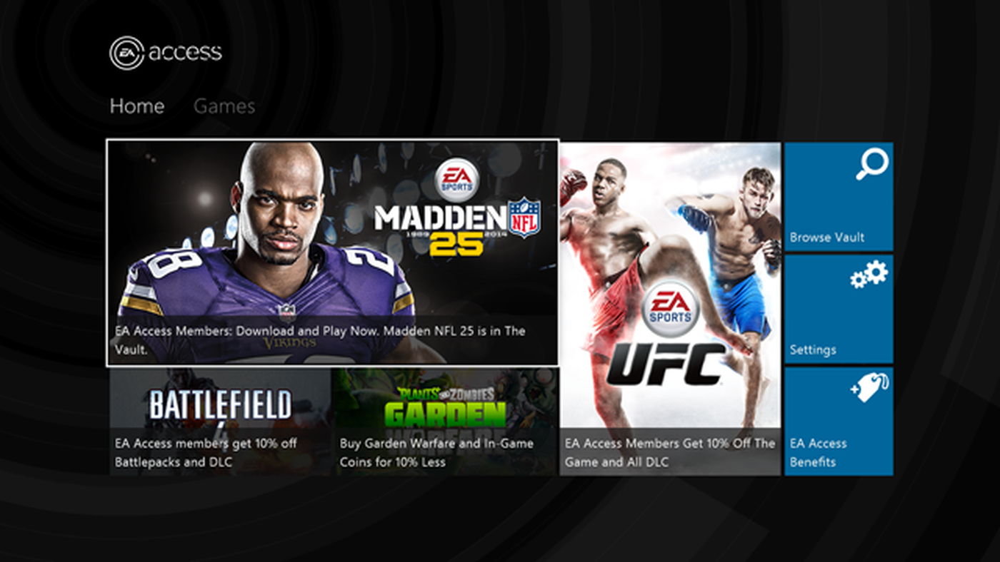 EA access
Home Games
28
2
EA
SPORTS
MADDEN NFL
1989 2014
25
VIKINGS
EA Access Members: Download and Play Now. Madden NFL 25 is in The
Vault.
BATTLEFIELD
4
EA Access members get 10% off
Battlepacks and DLC
PLANTS VS ZOMBIES
GARDEN
WARFARE
Buy Garden Warfare and In-Game
Coins for 10% Less
EA
SPORTS
UFC
EA Access Members Get 10% Off The
Game and All DLC
Browse Vault
Settings
EA Access
Benefits